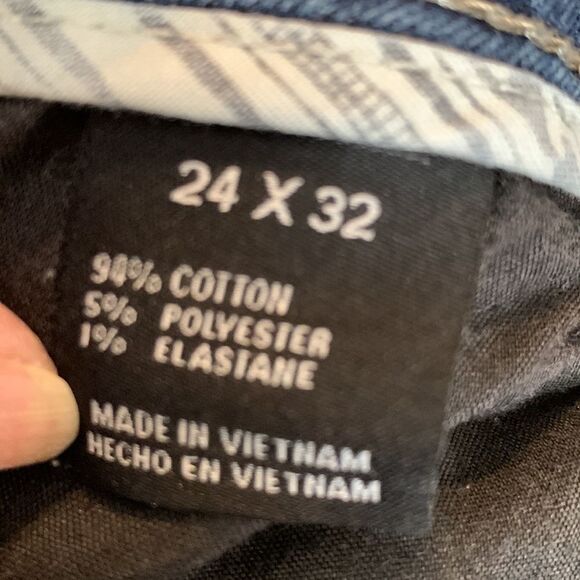 24 X 32
94% COTTON
5% POLYESTER
1% ELASTANE
MADE IN VIETNAM
HECHO EN VIETNAM